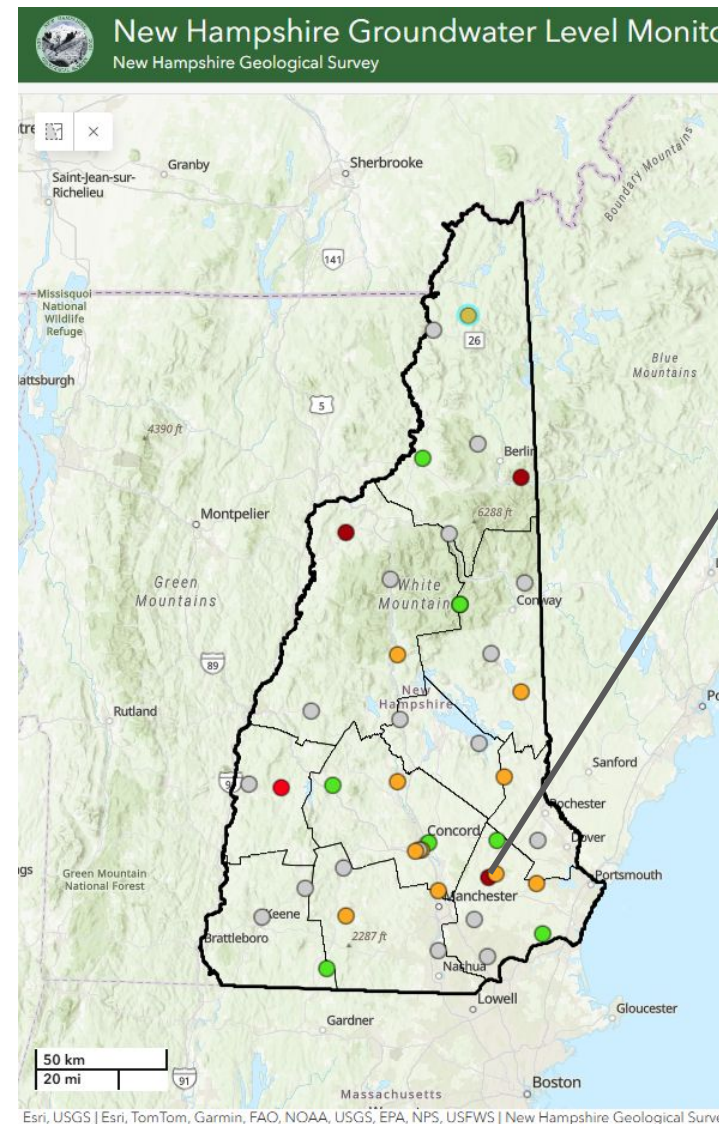 New Hampshire Groundwater Level Monito
New Hampshire Geological Survey
Granby
Sherbrooke
Saint-Jean-sur-
Richelieu
Boundary Mountains
141
Missisquoi
National
Wildlife
Refuge
26
Blue
Mountains
attsburgh
5
4390 ft
Berlin
Montpelier
6288 ft
Green
Mountains
White
Mountain
Conway
89
New
Hampshire
Rutland
Po
Sanford
Rochester
Concord
Dover
Green Mountain
National Forest
Portsmouth
Manchester
Keene
2287 ft
Brattleboro
Nashua
Lowell
Gloucester
Gardner
50 km
20 mi
91
Boston
Massachusetts
Esri, USGS | Esri, TomTom, Garmin, FAO, NOAA, USGS, EPA, NPS, USFWS | New Hampshire Geological Surve